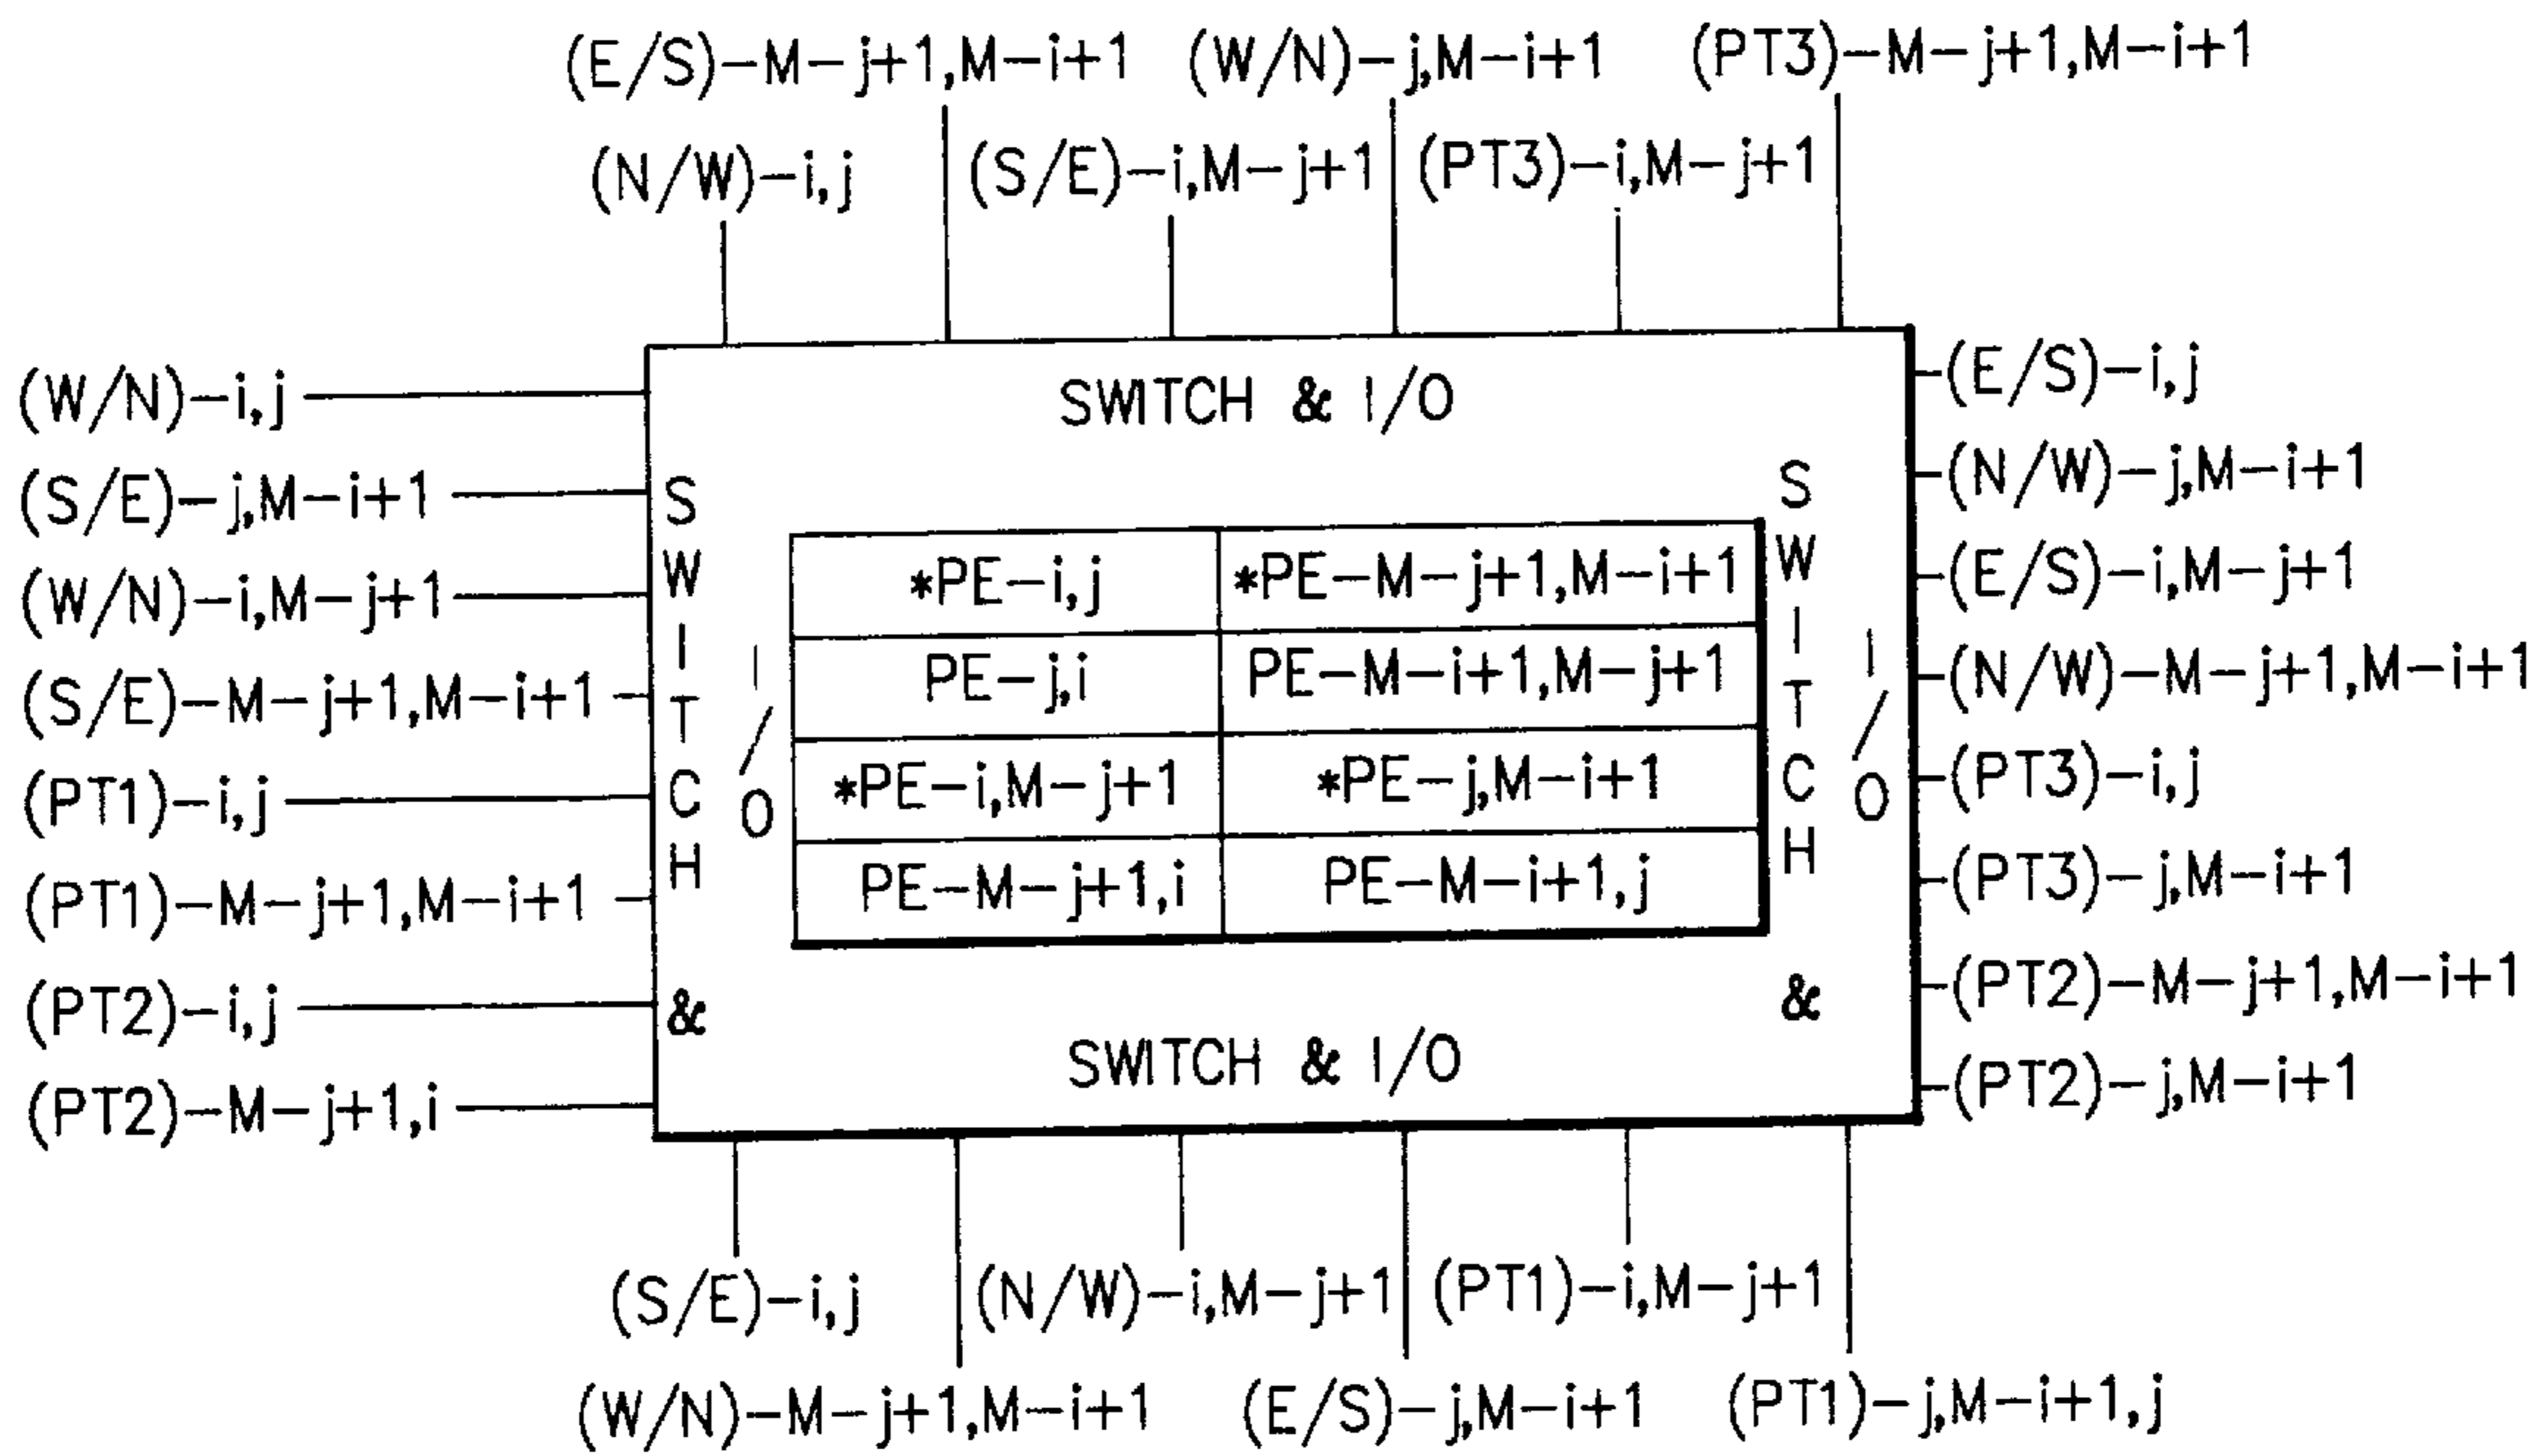 (E/S)-M-j+1,M-i+1 (W/N)-j,M-i+1 (PT3)-M-j+1,M-i+1
(N/W)-i,j (S/E)-i,M-j+1 (PT3)-i,M-j+1
(W/N)-i,j
(S/E)-j,M-i+1
(W/N)-i,M-j+1
(S/E)-M-j+1,M-i+1
(PT1)-i,j
(PT1)-M-j+1,M-i+1
(PT2)-i,j
(PT2)-M-j+1,i
SWITCH & I/O
SWITCH & I/O
*PE-i,j *PE-M-j+1,M-i+1
PE-j,i PE-M-i+1,M-j+1
*PE-i,M-j+1 *PE-j,M-i+1
PE-M-j+1,i PE-M-i+1,j
SWITCH & I/O
SWITCH & I/O
(E/S)-i,j
(N/W)-j,M-i+1
(E/S)-i,M-j+1
(N/W)-M-j+1,M-i+1
(PT3)-i,j
(PT3)-j,M-i+1
(PT2)-M-j+1,M-i+1
(PT2)-j,M-i+1
(S/E)-i,j (N/W)-i,M-j+1 (PT1)-i,M-j+1
(W/N)-M-j+1,M-i+1 (E/S)-j,M-i+1 (PT1)-j,M-i+1,j